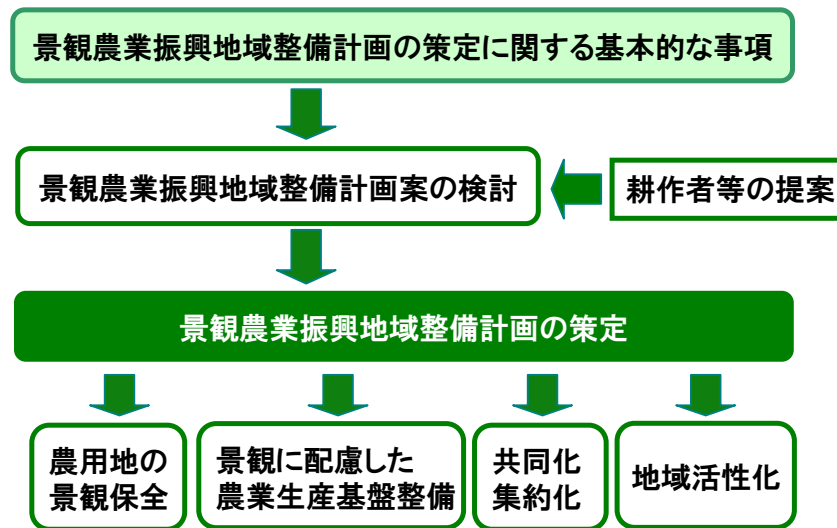 景観農業振興地域整備計画の策定に関する基本的な事項
景観農業振興地域整備計画案の検討
耕作者等の提案
景観農業振興地域整備計画の策定
農用地の
景観保全
景観に配慮した
農業生産基盤整備
共同化
集約化
地域活性化